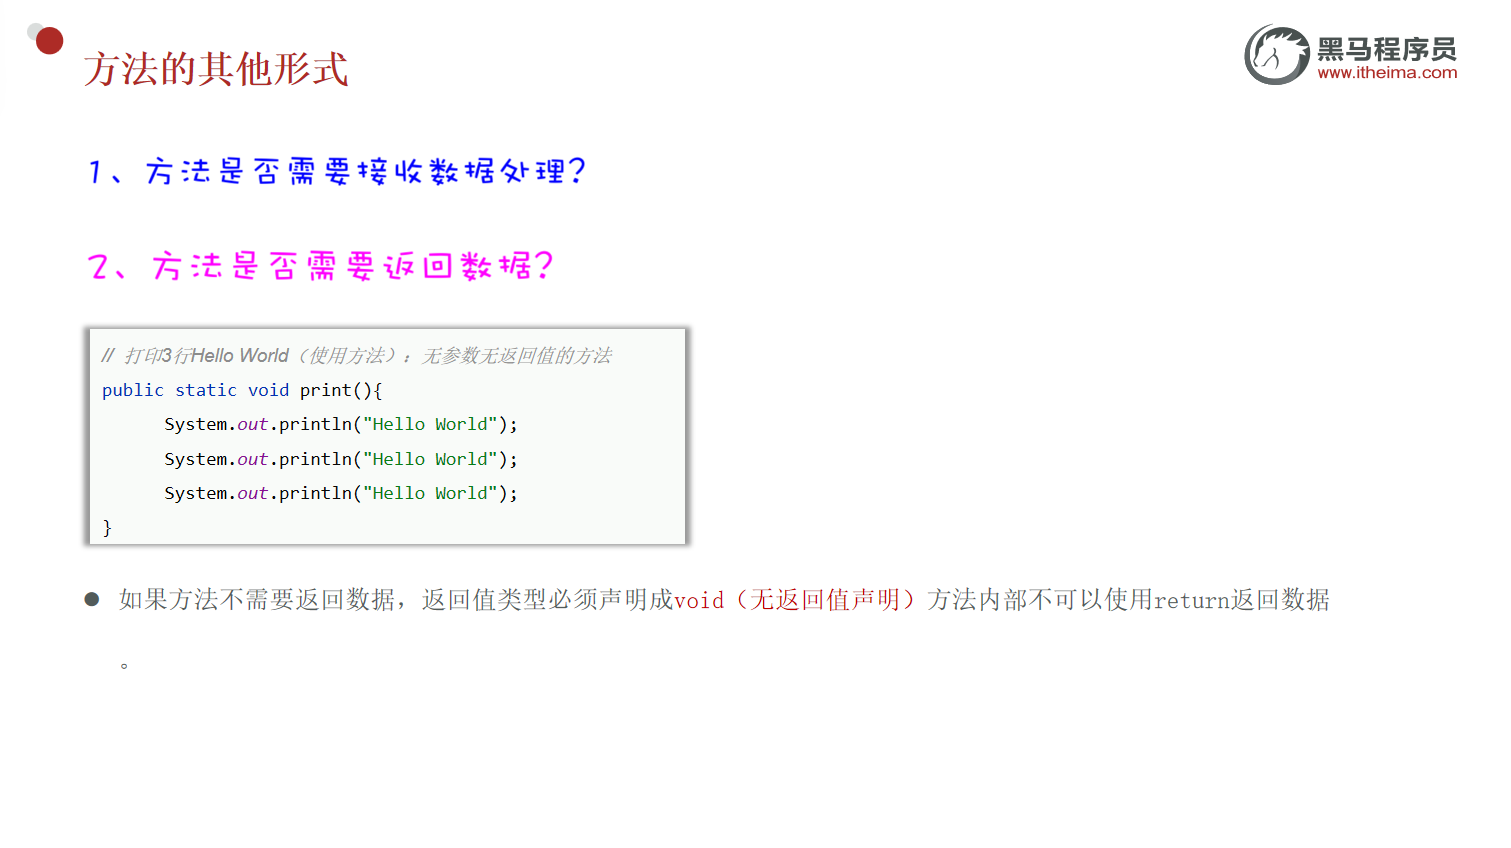 方法的其他形式
黑马程序员
www.itheima.com
1、方法是否需要接收数据处理?
2、方法是否需要返回数据?
// 打印3行Hello World（使用方法）：无参数无返回值的方法
public static void print(){
System.out.println("Hello World");
System.out.println("Hello World");
System.out.println("Hello World");
}
● 如果方法不需要返回数据，返回值类型必须声明成void（无返回值声明）方法内部不可以使用return返回数据
。